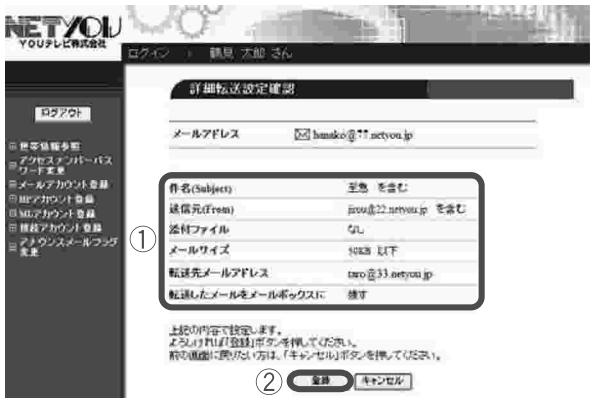 NETYOU
YOUテレビ株式会社
ログイン : 鶴見 太郎 さん
詳細転送設定確認
ログアウト
メールアドレス hanako@11.netyou.jp
世帯情報参照
アクセスナンバーパス
ワード変更
メールアカウント登録
HPアカウント登録
MLアカウント登録
接続アカウント登録
アナウンスメールフラグ
変更
①
件名(Subject) 至急 を含む
送信元(From) jirou@22.netyou.jp を含む
添付ファイル なし
メールサイズ 50KB 以下
転送先メールアドレス taro@33.netyou.jp
転送したメールをメールボックスに 残す
上記の内容で設定します。
よろしければ「登録」ボタンを押してください。
前の画面に戻りたい方は、「キャンセル」ボタンを押してください。
② 登録 キャンセル